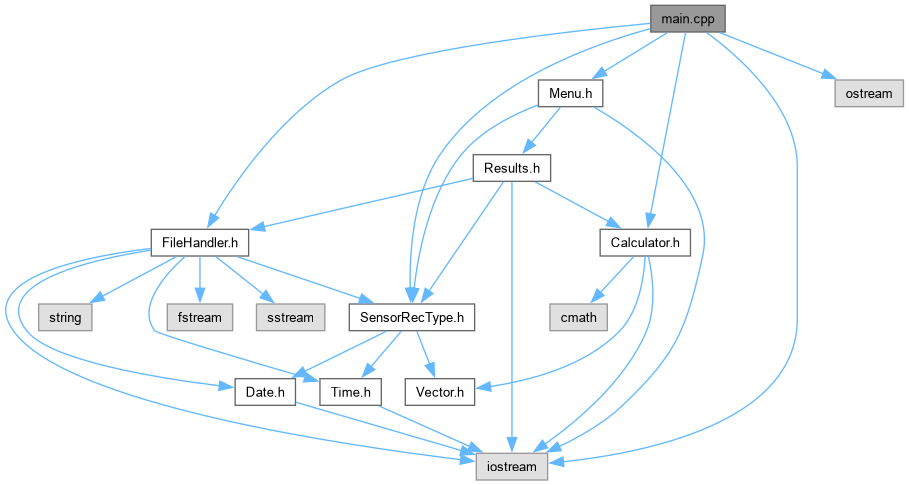 main.cpp
Menu.h
ostream
Results.h
FileHandler.h
Calculator.h
string
fstream
sstream
SensorRecType.h
cmath
Date.h
Time.h
Vector.h
iostream